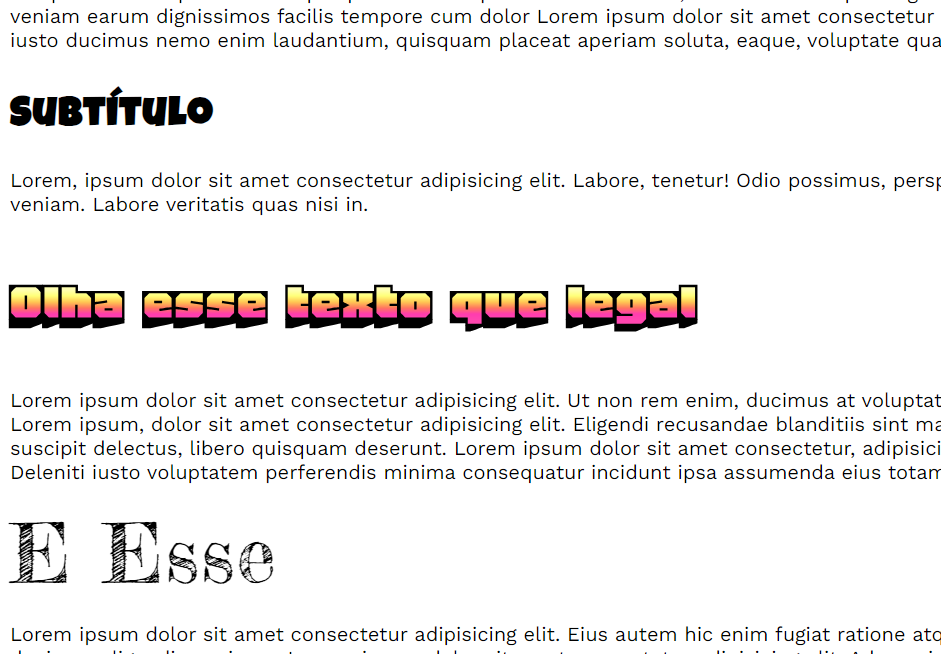 veniam earum dignissimos facilis tempore cum dolor Lorem ipsum dolor sit amet consectetur
iusto ducimus nemo enim laudantium, quisquam placeat aperiam soluta, eaque, voluptate qua
SUBTÍTULO
Lorem, ipsum dolor sit amet consectetur adipisicing elit. Labore, tenetur! Odio possimus, persp
veniam. Labore veritatis quas nisi in.
Olha esse texto que legal
Lorem ipsum dolor sit amet consectetur adipisicing elit. Ut non rem enim, ducimus at voluptat
Lorem ipsum, dolor sit amet consectetur adipisicing elit. Eligendi recusandae blanditiis sint ma
suscipit delectus, libero quisquam deserunt. Lorem ipsum dolor sit amet consectetur, adipisici
Deleniti iusto voluptatem perferendis minima consequatur incidunt ipsa assumenda eius totam
E Esse
Lorem ipsum dolor sit amet consectetur adipisicing elit. Eius autem hic enim fugiat ratione atq